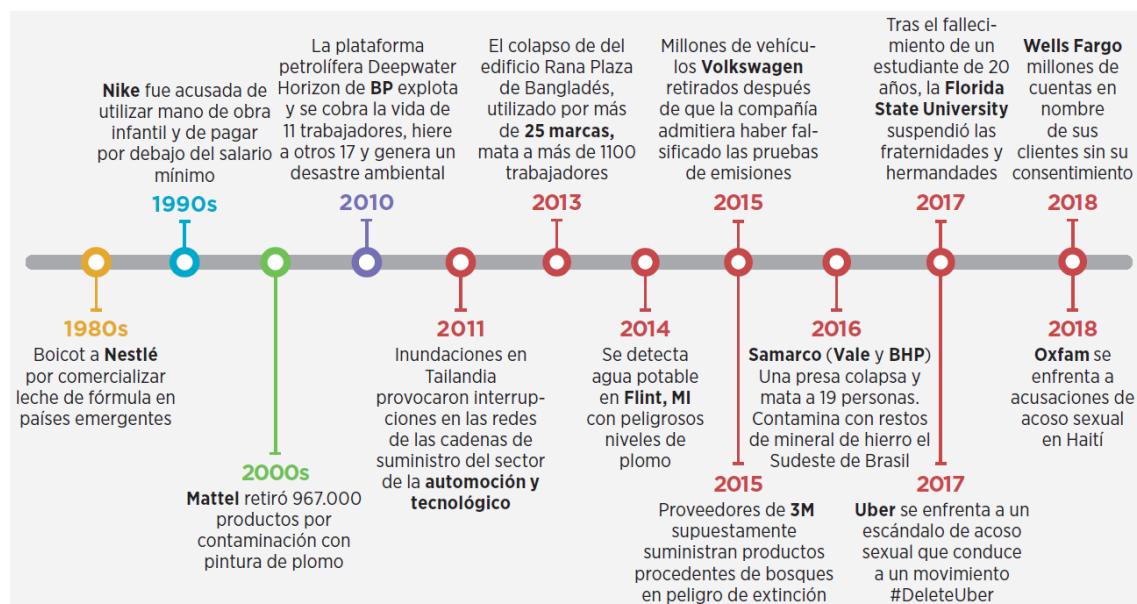 Nike fue acusada de
utilizar mano de obra
infantil y de pagar
por debajo del salario
mínimo
1990s
La plataforma
petrolífera Deepwater
Horizon de BP explota
y se cobra la vida de
11 trabajadores, hiere
a otros 17 y genera un
desastre ambiental
2010
El colapso de del
edificio Rana Plaza
de Bangladés,
utilizado por más
de 25 marcas,
mata a más de 1100
trabajadores
2013
Millones de vehícu-
los Volkswagen
retirados después
de que la compañía
admitiera haber fal-
sificado las pruebas
de emisiones
2015
Tras el falleci-
miento de un
estudiante de 20
años, la Florida
State University
suspendió las
fraternidades y
hermandades
2017
Wells Fargo
millones de
cuentas en
nombre
de sus
clientes sin su
consentimiento
2018
1980s
Boicot a Nestlé
por comercializar
leche de fórmula en
países emergentes
2000s
Mattel retiró 967.000
productos por
contaminación con
pintura de plomo
2011
Inundaciones en
Tailandia
provocaron interrup-
ciones en las redes
de las cadenas de
suministro del sector
de la automoción y
tecnológico
2014
Se detecta
agua potable
en Flint, MI
con peligrosos
niveles de
plomo
2015
Proveedores de 3M
supuestamente
suministran productos
procedentes de bosques
en peligro de extinción
2016
Samarco (Vale y BHP)
Una presa colapsa y
mata a 19 personas.
Contamina con restos
de mineral de hierro el
Sudeste de Brasil
2017
Uber se enfrenta a un
escándalo de acoso
sexual que conduce
a un movimiento
#DeleteUber
2018
Oxfam se
enfrenta a
acusaciones de
acoso sexual
en Haití